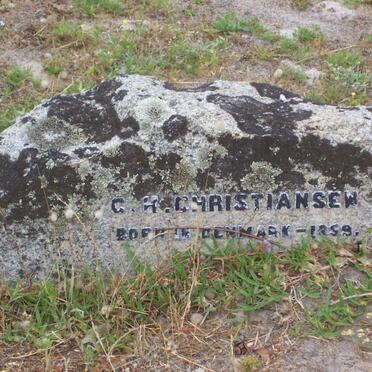 C. H. CHRISTIANSEN
BORN IN DENMARK - 1859.